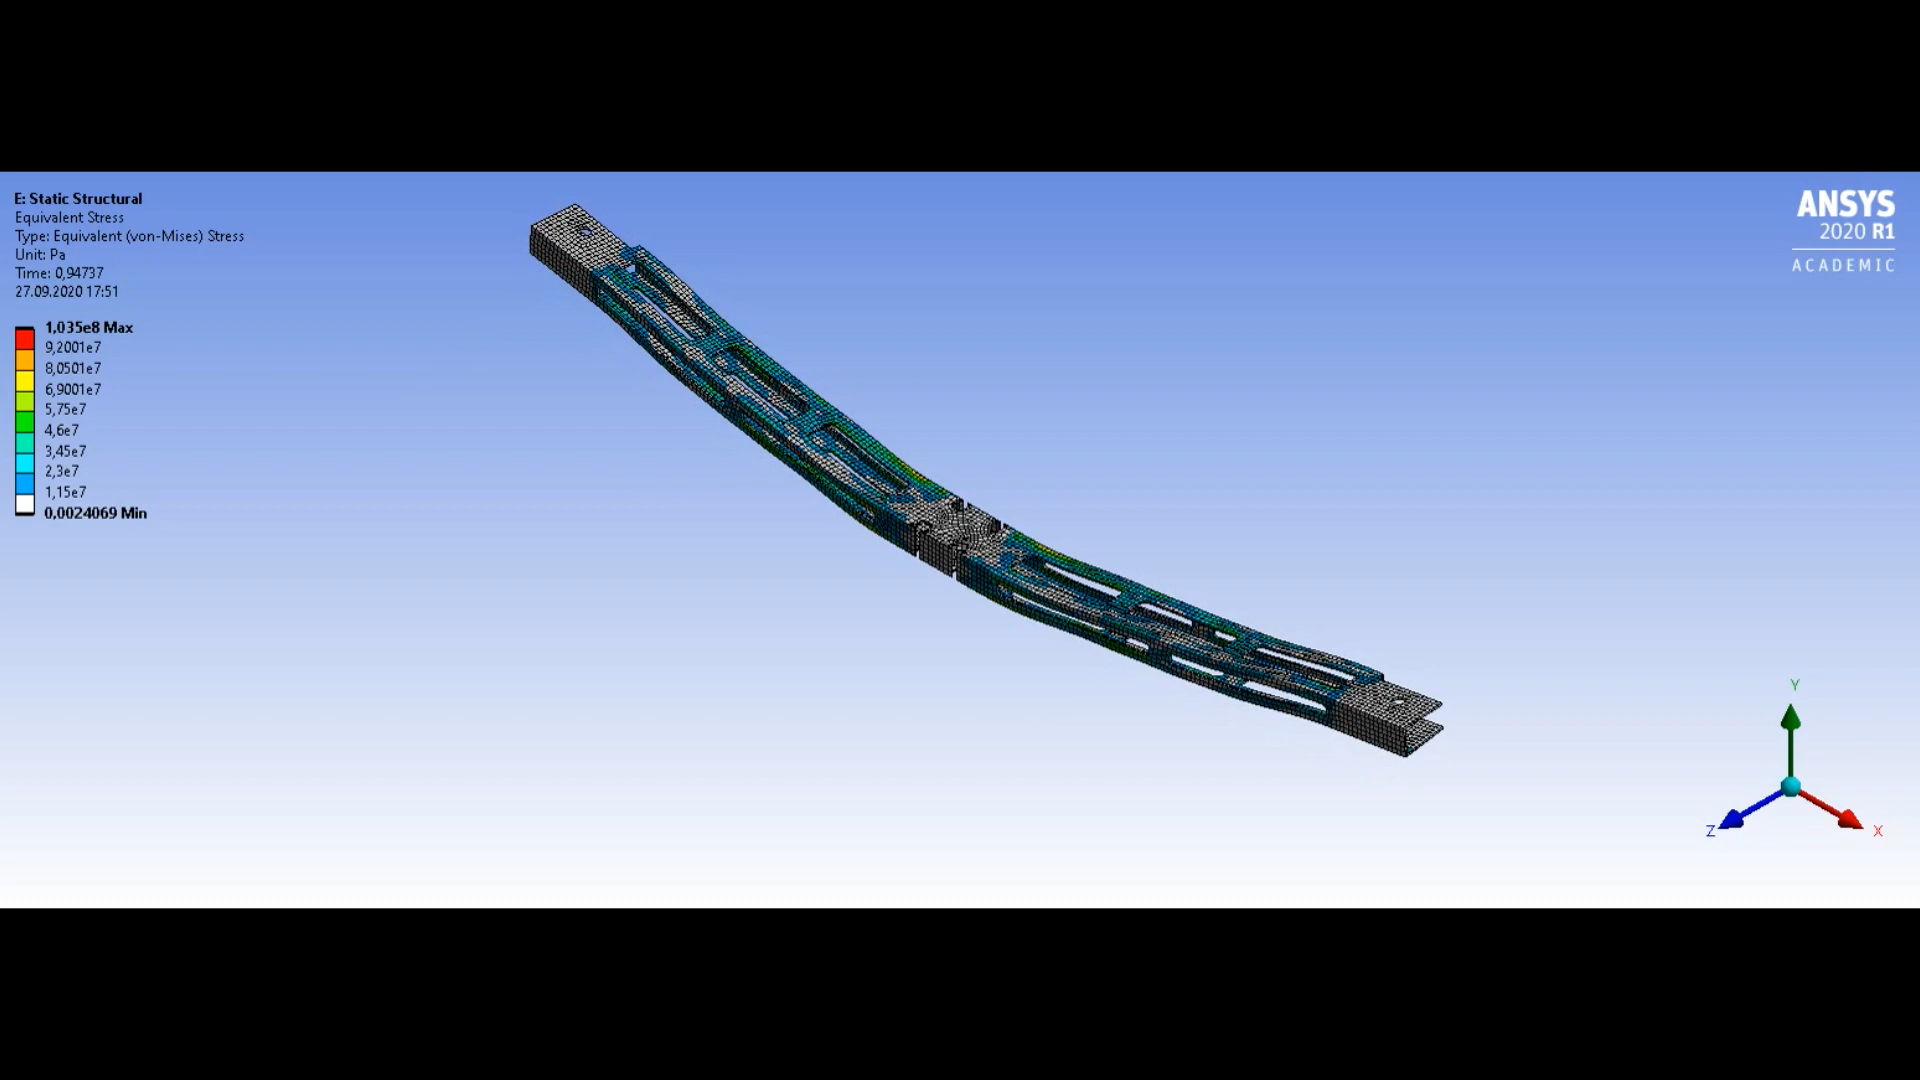 E: Static Structural
Equivalent Stress
Type: Equivalent (von-Mises) Stress
Unit: Pa
Time: 0,94737
27.09.2020 17:51
1,035e8 Max
9,2001e7
8,0501e7
6,9001e7
5,75e7
4,6e7
3,45e7
2,3e7
1,15e7
0,0024069 Min
ANSYS
2020 R1
ACADEMIC
Y
Z
X